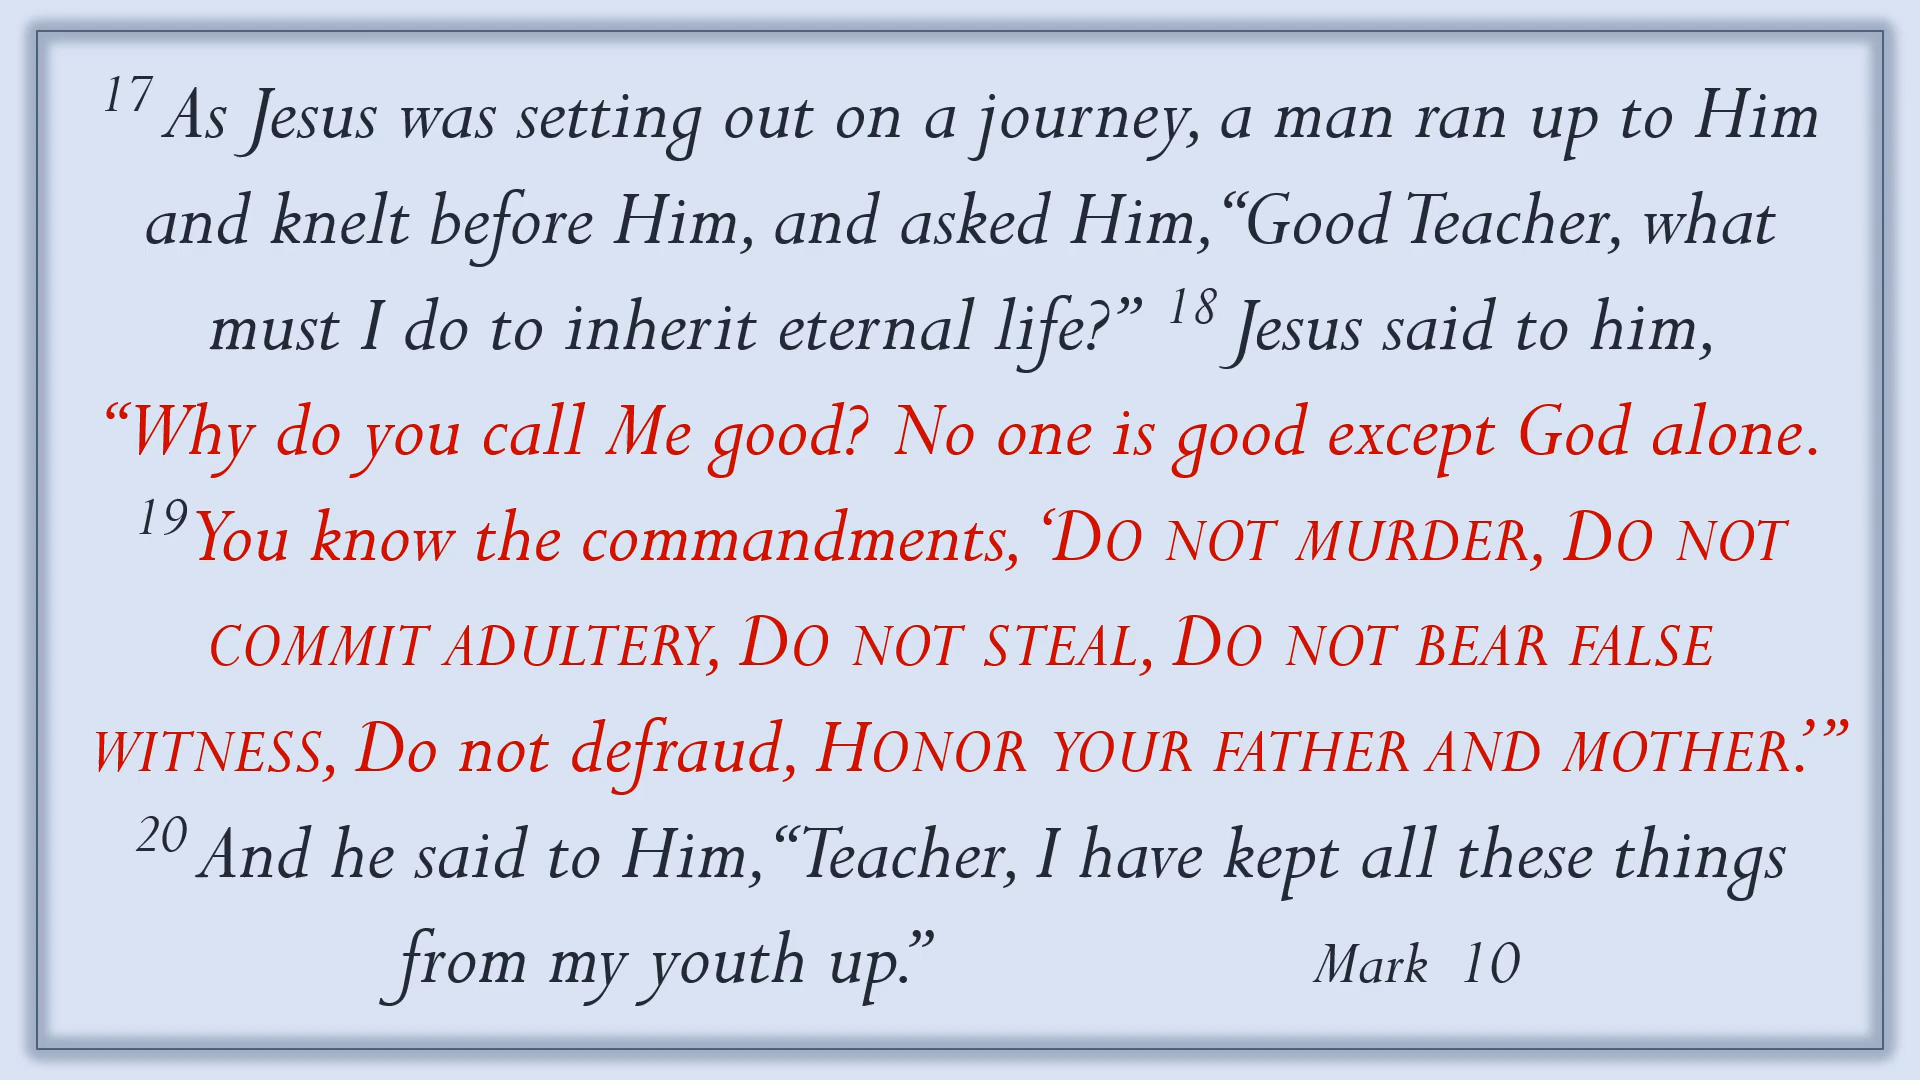 17 As Jesus was setting out on a journey, a man ran up to Him
and knelt before Him, and asked Him, “Good Teacher, what
must I do to inherit eternal life?” 18 Jesus said to him,
“Why do you call Me good? No one is good except God alone.
19 You know the commandments, ‘DO NOT MURDER, DO NOT
COMMIT ADULTERY, DO NOT STEAL, DO NOT BEAR FALSE
WITNESS, Do not defraud, HONOR YOUR FATHER AND MOTHER.’”
20 And he said to Him, “Teacher, I have kept all these things
from my youth up.” Mark 10